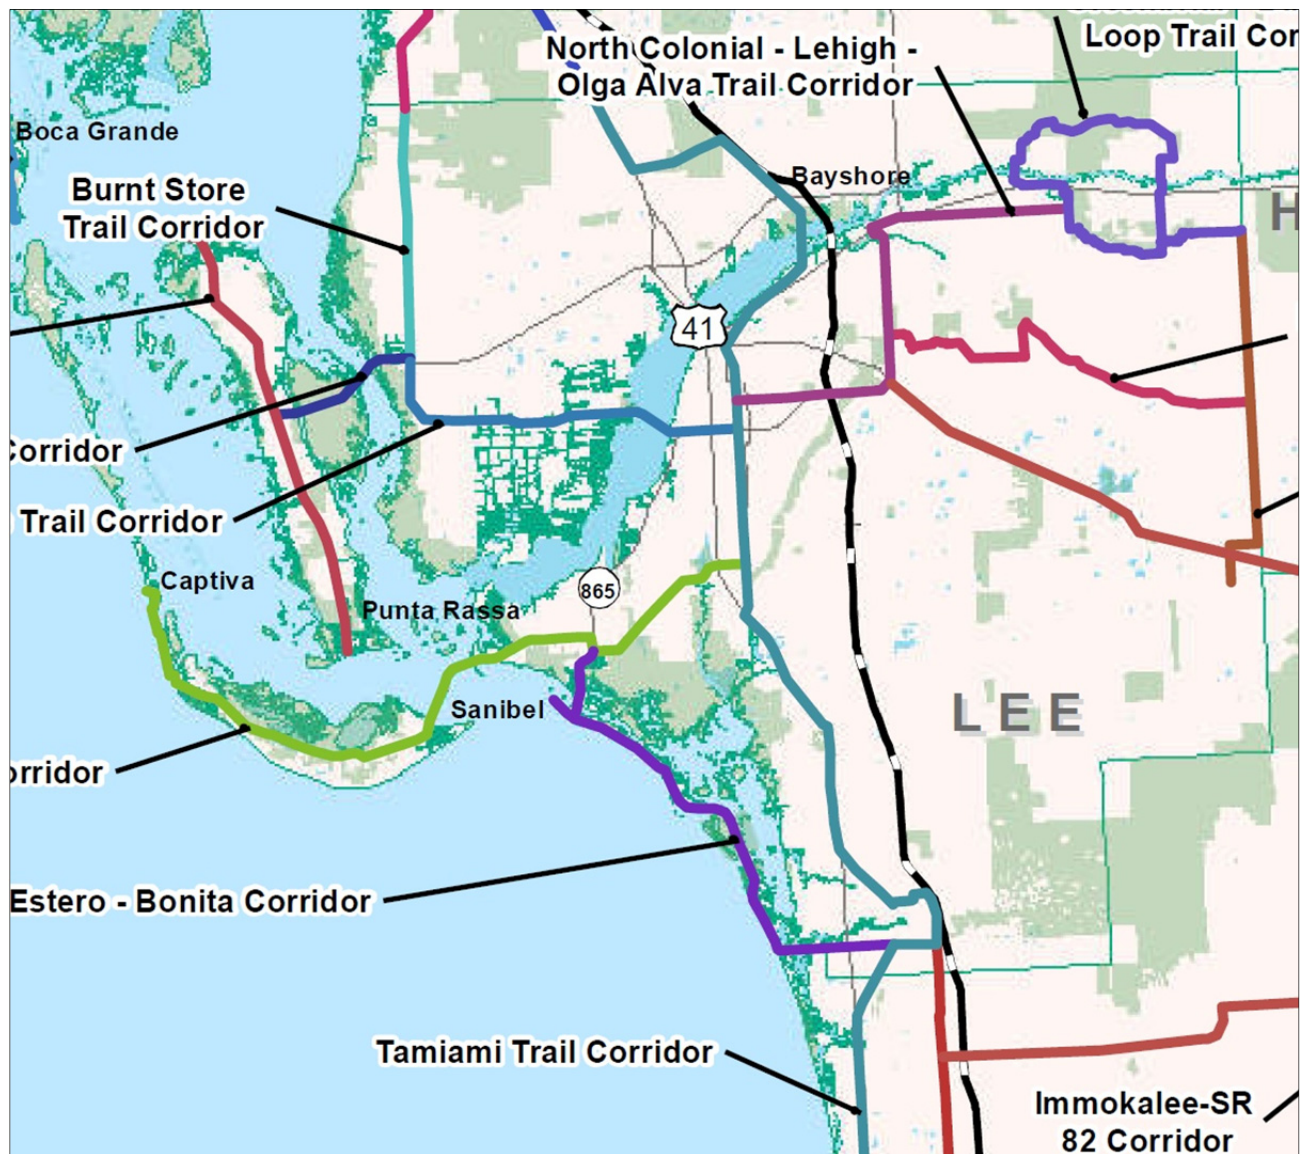 Loop Trail Cor
North Colonial - Lehigh -
Olga Alva Trail Corridor
Boca Grande
Bayshore
Burnt Store
Trail Corridor
H
41
Corridor
Trail Corridor
Captiva
865
Punta Rassa
Sanibel
LEE
orridor
Estero - Bonita Corridor
Tamiami Trail Corridor
Immokalee-SR
82 Corridor